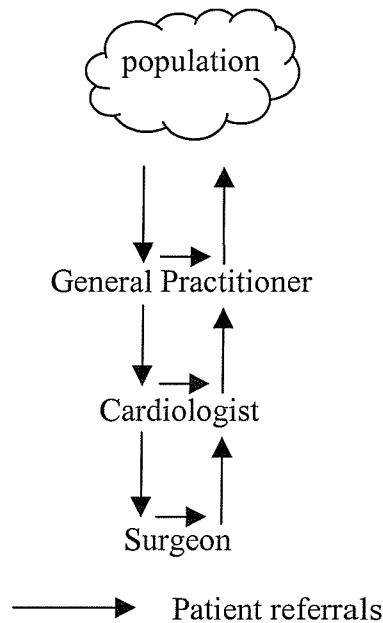 population
General Practitioner
Cardiologist
Surgeon
Patient referrals